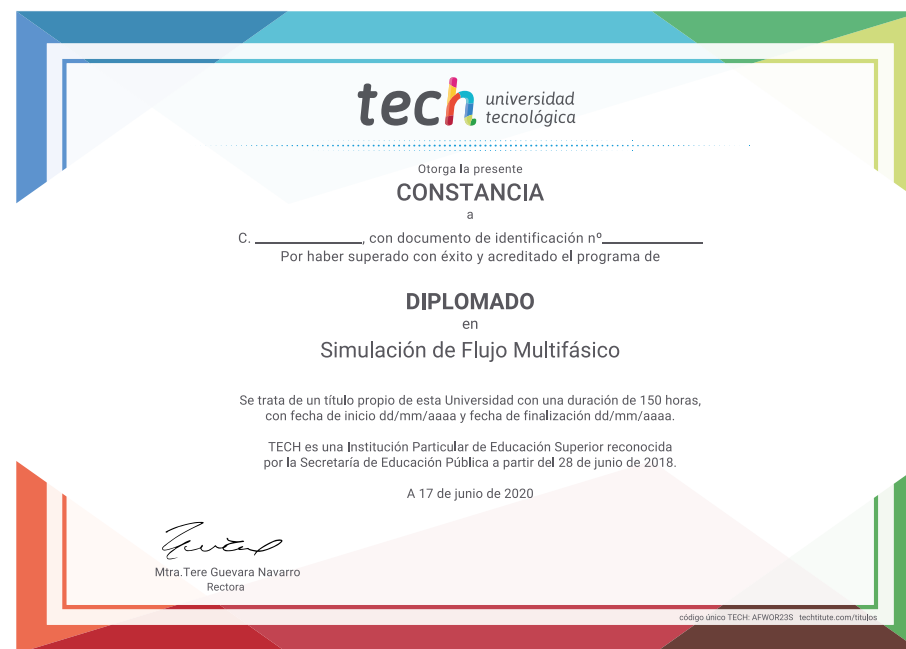 tech universidad
tecnológica
Otorga la presente
CONSTANCIA
a
C. ____________, con documento de identificación nº____________
Por haber superado con éxito y acreditado el programa de
DIPLOMADO
en
Simulación de Flujo Multifásico
Se trata de un título propio de esta Universidad con una duración de 150 horas,
con fecha de inicio dd/mm/aaaa y fecha de finalización dd/mm/aaaa.
TECH es una Institución Particular de Educación Superior reconocida
por la Secretaría de Educación Pública a partir del 28 de junio de 2018.
A 17 de junio de 2020
Mtra.Tere Guevara Navarro
Rectora
código único TECH: AFWOR23S techtitute.com/titulos